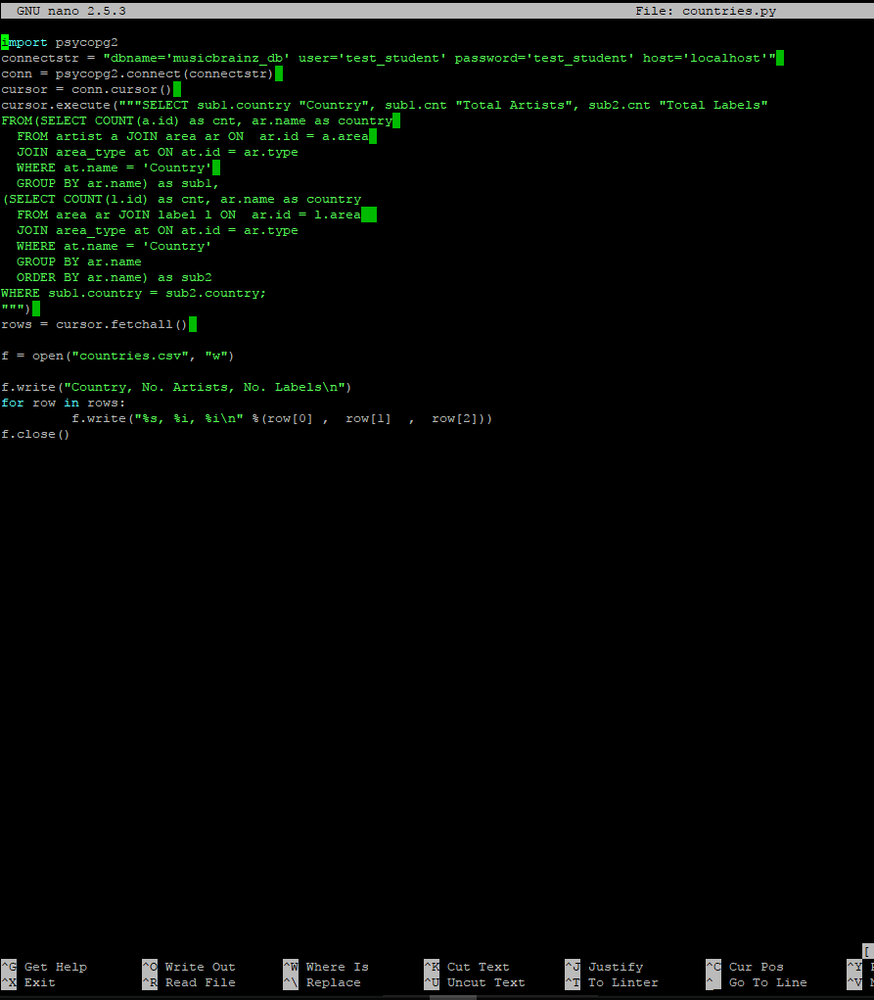 GNU nano 2.5.3 File: countries.py
import psycopg2
connectstr = "dbname='musicbrainz_db' user='test_student' password='test_student' host='localhost'"
conn = psycopg2.connect(connectstr)
cursor = conn.cursor()
cursor.execute("""SELECT sub1.country "Country", sub1.cnt "Total Artists", sub2.cnt "Total Labels"
FROM(SELECT COUNT(a.id) as cnt, ar.name as country
  FROM artist a JOIN area ar ON  ar.id = a.area
  JOIN area_type at ON at.id = ar.type
  WHERE at.name = 'Country'
  GROUP BY ar.name) as sub1,
(SELECT COUNT(l.id) as cnt, ar.name as country
  FROM area ar JOIN label l ON  ar.id = l.area
  JOIN area_type at ON at.id = ar.type
  WHERE at.name = 'Country'
  GROUP BY ar.name
  ORDER BY ar.name) as sub2
WHERE sub1.country = sub2.country;
""")
rows = cursor.fetchall()
f = open("countries.csv", "w")
f.write("Country, No. Artists, No. Labels\n")
for row in rows:
         f.write("%s, %i, %i\n" %(row[0] ,  row[1]  ,  row[2]))
f.close()
[
^G Get Help ^O Write Out ^W Where Is ^K Cut Text ^J Justify ^C Cur Pos ^Y
^X Exit ^R Read File ^\ Replace ^U Uncut Text ^T To Linter ^_ Go To Line ^V